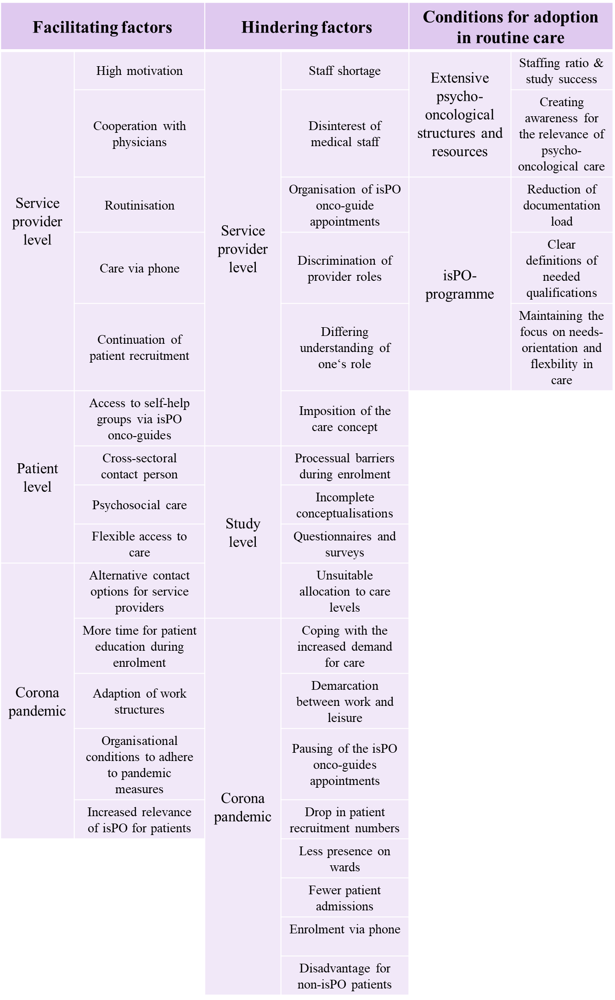 Facilitating factors
Hindering factors
Conditions for adoption
in routine care
Service
provider
level
High motivation
Cooperation with
physicians
Routinisation
Care via phone
Continuation of
patient recruitment
Patient
level
Access to self-help
groups via isPO
onco-guides
Cross-sectoral
contact person
Psychosocial care
Flexible access to
care
Corona
pandemic
Alternative contact
options for service
providers
More time for patient
education during
enrolment
Adaption of work
structures
Organisational
conditions to adhere
to pandemic
measures
Increased relevance
of isPO for patients
Service
provider
level
Staff shortage
Disinterest of
medical staff
Organisation of isPO
onco-guide
appointments
Discrimination of
provider roles
Differing
understanding of
one‘s role
Imposition of the
care concept
Study
level
Processual barriers
during enrolment
Incomplete
conceptualisations
Questionnaires and
surveys
Unsuitable
allocation to care
levels
Corona
pandemic
Coping with the
increased demand
for care
Demarcation
between work and
leisure
Pausing of the isPO
onco-guides
appointments
Drop in patient
recruitment numbers
Less presence on
wards
Fewer patient
admissions
Enrolment via phone
Disadvantage for
non-isPO patients
Extensive
psycho-
oncological
structures and
resources
Staffing ratio &
study success
Creating
awareness for
the relevance of
psycho-
oncological care
isPO-
programme
Reduction of
documentation
load
Clear
definitions of
needed
qualifications
Maintaining the
focus on needs-
orientation and
flexbility in
care